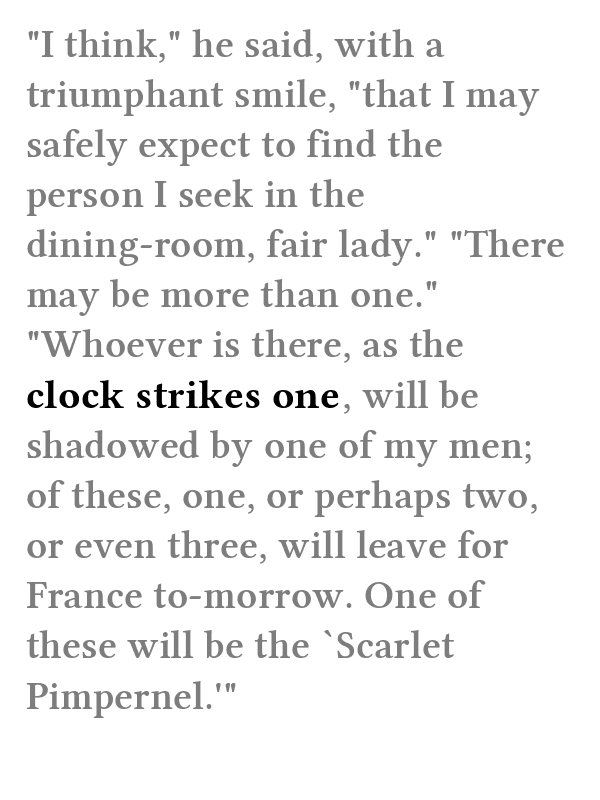 "I think," he said, with a
triumphant smile, "that I may
safely expect to find the
person I seek in the
dining-room, fair lady." "There
may be more than one."
"Whoever is there, as the
clock strikes one, will be
shadowed by one of my men;
of these, one, or perhaps two,
or even three, will leave for
France to-morrow. One of
these will be the `Scarlet
Pimpernel.'"